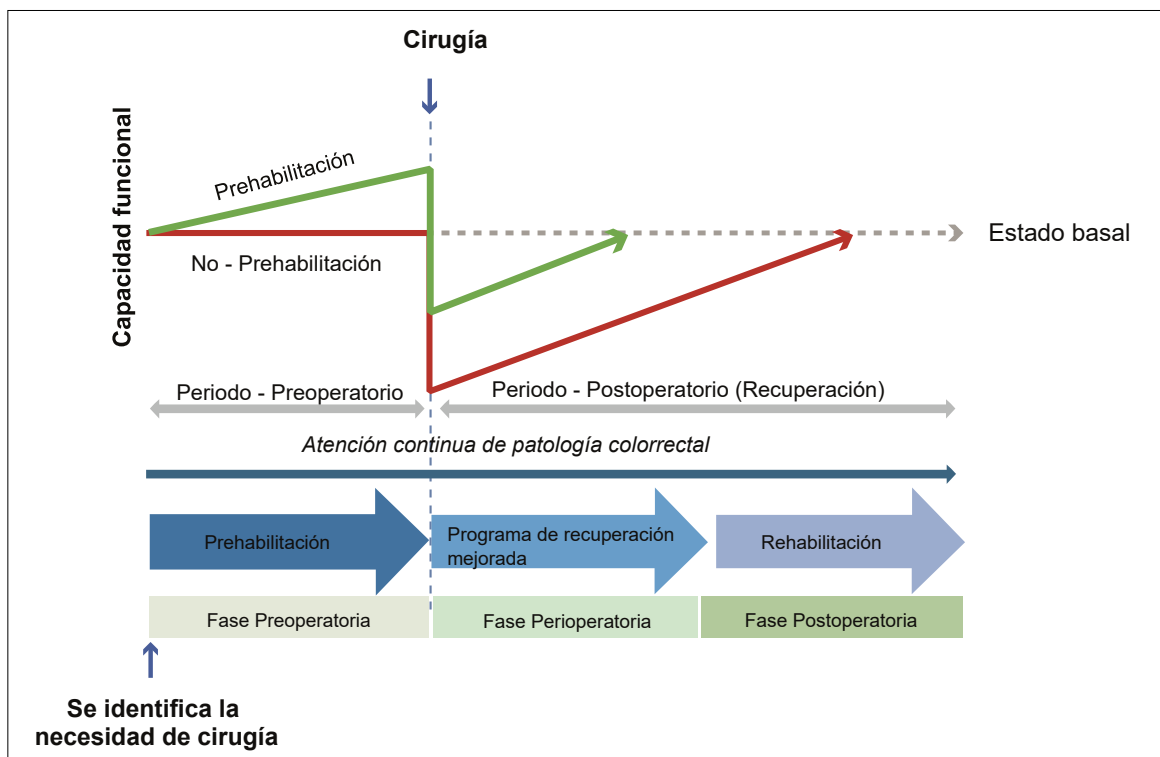 Cirugía
Capacidad funcional
Prehabilitación
No - Prehabilitación
Estado basal
Periodo - Preoperatorio
Periodo - Postoperatorio (Recuperación)
Atención continua de patología colorrectal
Prehabilitación
Programa de recuperación
mejorada
Rehabilitación
Fase Preoperatoria
Fase Perioperatoria
Fase Postoperatoria
Se identifica la
necesidad de cirugía